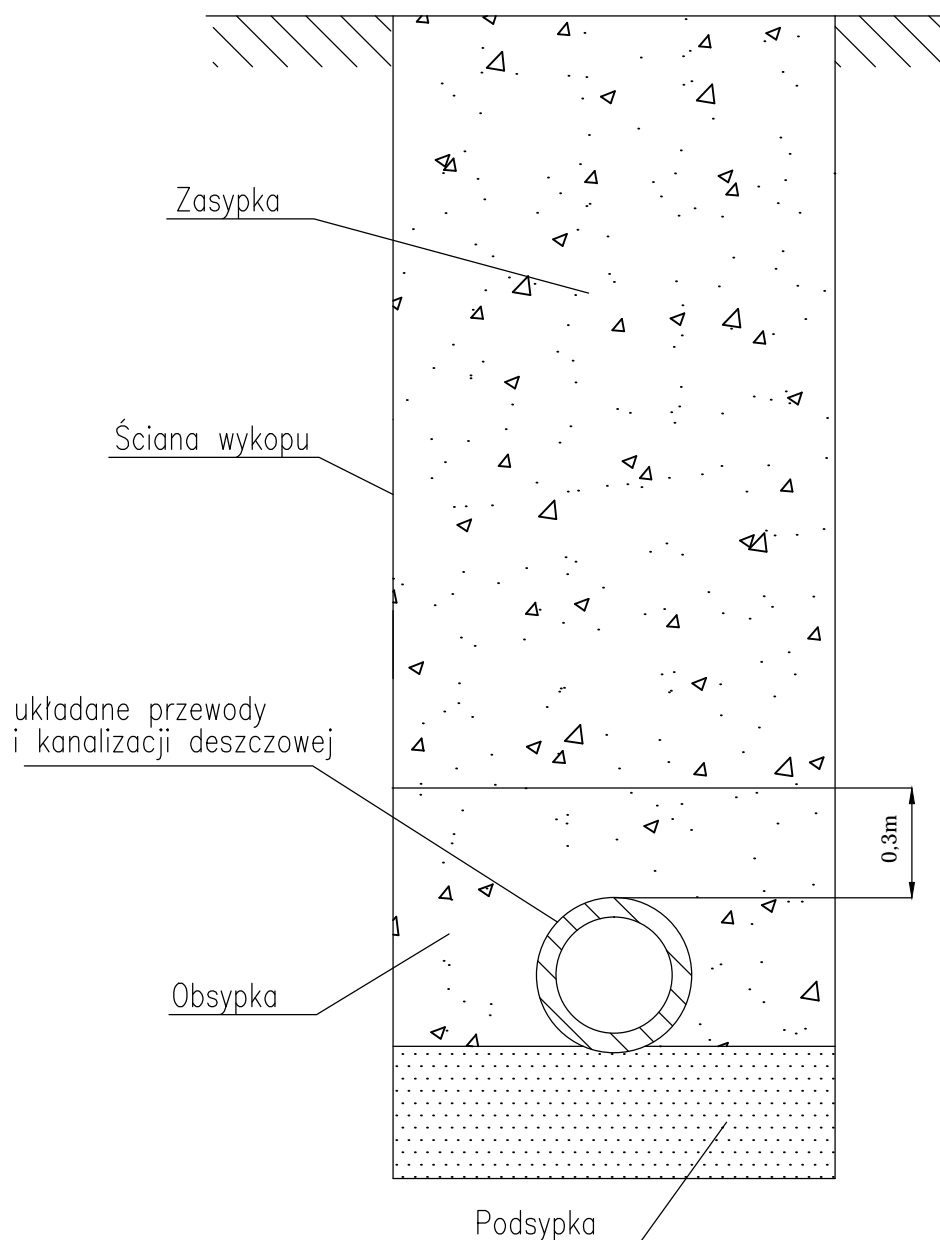 Zasypka
Ściana wykopu
układane przewody
i kanalizacji deszczowej
0,3m
Obsypka
Podsypka